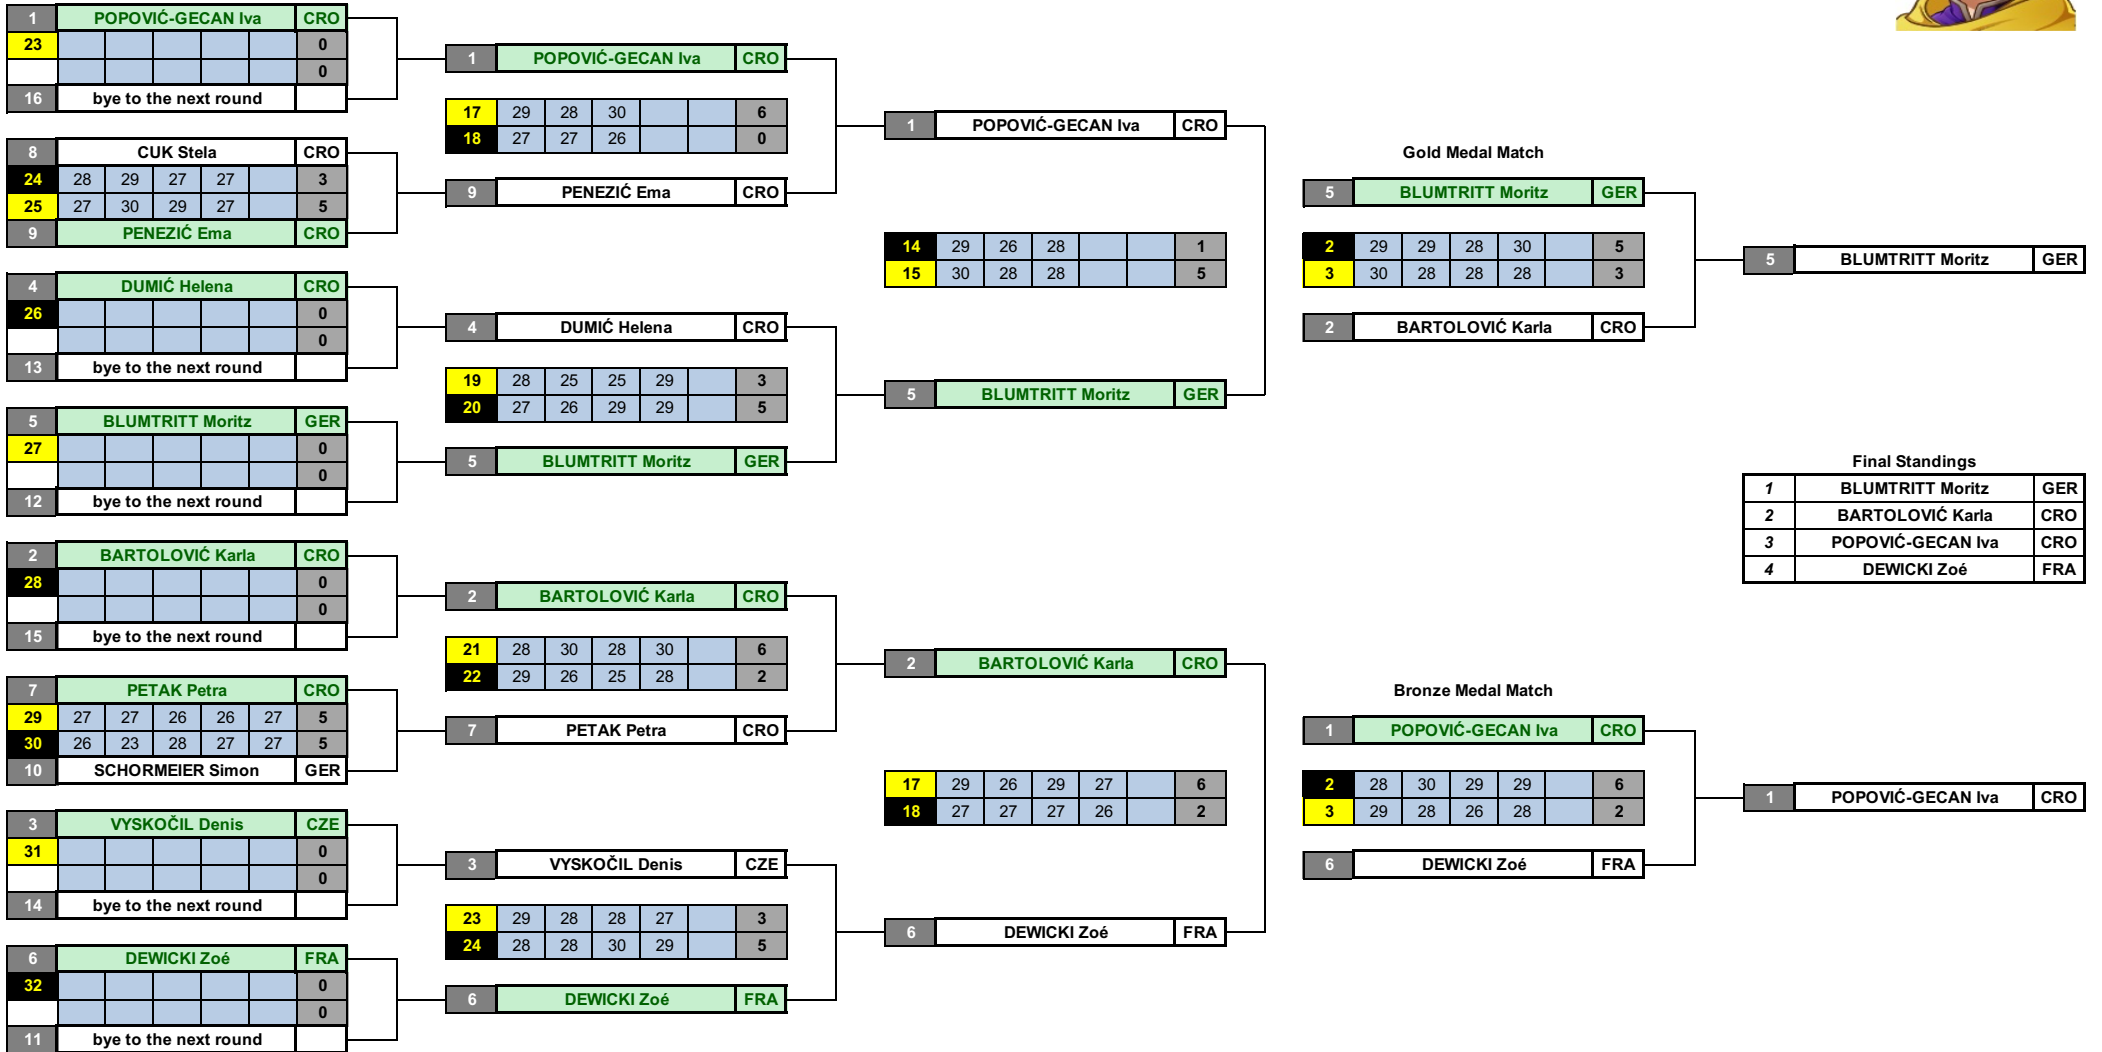 1 POPOVIĆ-GECAN Iva CRO
23 0
0
16 bye to the next round
8 CUK Stela CRO
24 28 29 27 27 3
25 27 30 29 27 5
9 PENEZIĆ Ema CRO
4 DUMIĆ Helena CRO
26 0
0
13 bye to the next round
5 BLUMTRITT Moritz GER
27 0
0
12 bye to the next round
2 BARTOLOVIĆ Karla CRO
28 0
0
15 bye to the next round
7 PETAK Petra CRO
29 27 27 26 26 27 5
30 26 23 28 27 27 5
10 SCHORMEIER Simon GER
3 VYSKOČIL Denis CZE
31 0
0
14 bye to the next round
6 DEWICKI Zoé FRA
32 0
0
11 bye to the next round
1 POPOVIĆ-GECAN Iva CRO
17 29 28 30 6
18 27 27 26 0
9 PENEZIĆ Ema CRO
4 DUMIĆ Helena CRO
19 28 25 25 29 3
20 27 26 29 29 5
5 BLUMTRITT Moritz GER
2 BARTOLOVIĆ Karla CRO
21 28 30 28 30 6
22 29 26 25 28 2
7 PETAK Petra CRO
3 VYSKOČIL Denis CZE
23 29 28 28 27 3
24 28 28 30 29 5
6 DEWICKI Zoé FRA
1 POPOVIĆ-GECAN Iva CRO
14 29 26 28 1
15 30 28 28 5
5 BLUMTRITT Moritz GER
2 BARTOLOVIĆ Karla CRO
17 29 26 29 27 6
18 27 27 27 26 2
6 DEWICKI Zoé FRA
Gold Medal Match
5 BLUMTRITT Moritz GER
2 29 29 28 30 5
3 30 28 28 28 3
2 BARTOLOVIĆ Karla CRO
Bronze Medal Match
1 POPOVIĆ-GECAN Iva CRO
2 28 30 29 29 6
3 29 28 26 28 2
6 DEWICKI Zoé FRA
5 BLUMTRITT Moritz GER
Final Standings
1 BLUMTRITT Moritz GER
2 BARTOLOVIĆ Karla CRO
3 POPOVIĆ-GECAN Iva CRO
4 DEWICKI Zoé FRA
1 POPOVIĆ-GECAN Iva CRO